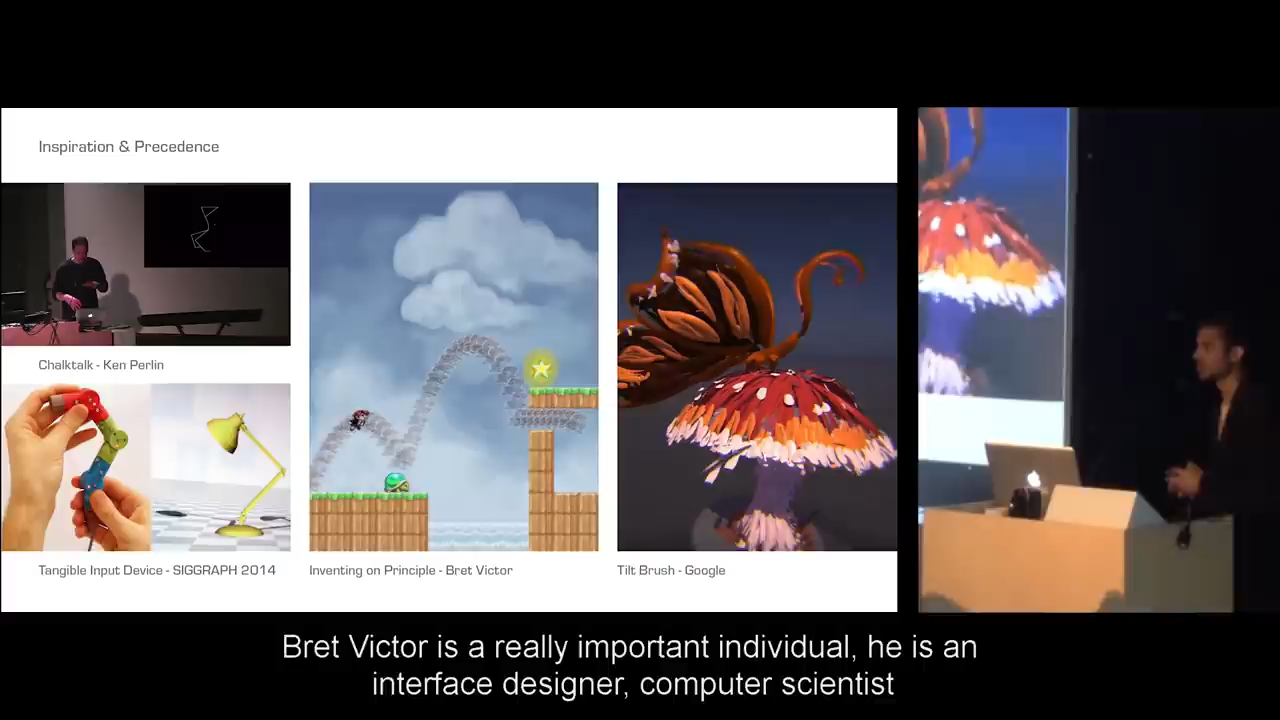 Inspiration & Precedence
Chalktalk - Ken Perlin
Tangible Input Device - SIGGRAPH 2014
Inventing on Principle - Bret Victor
Tilt Brush - Google
Bret Victor is a really important individual, he is an
interface designer, computer scientist